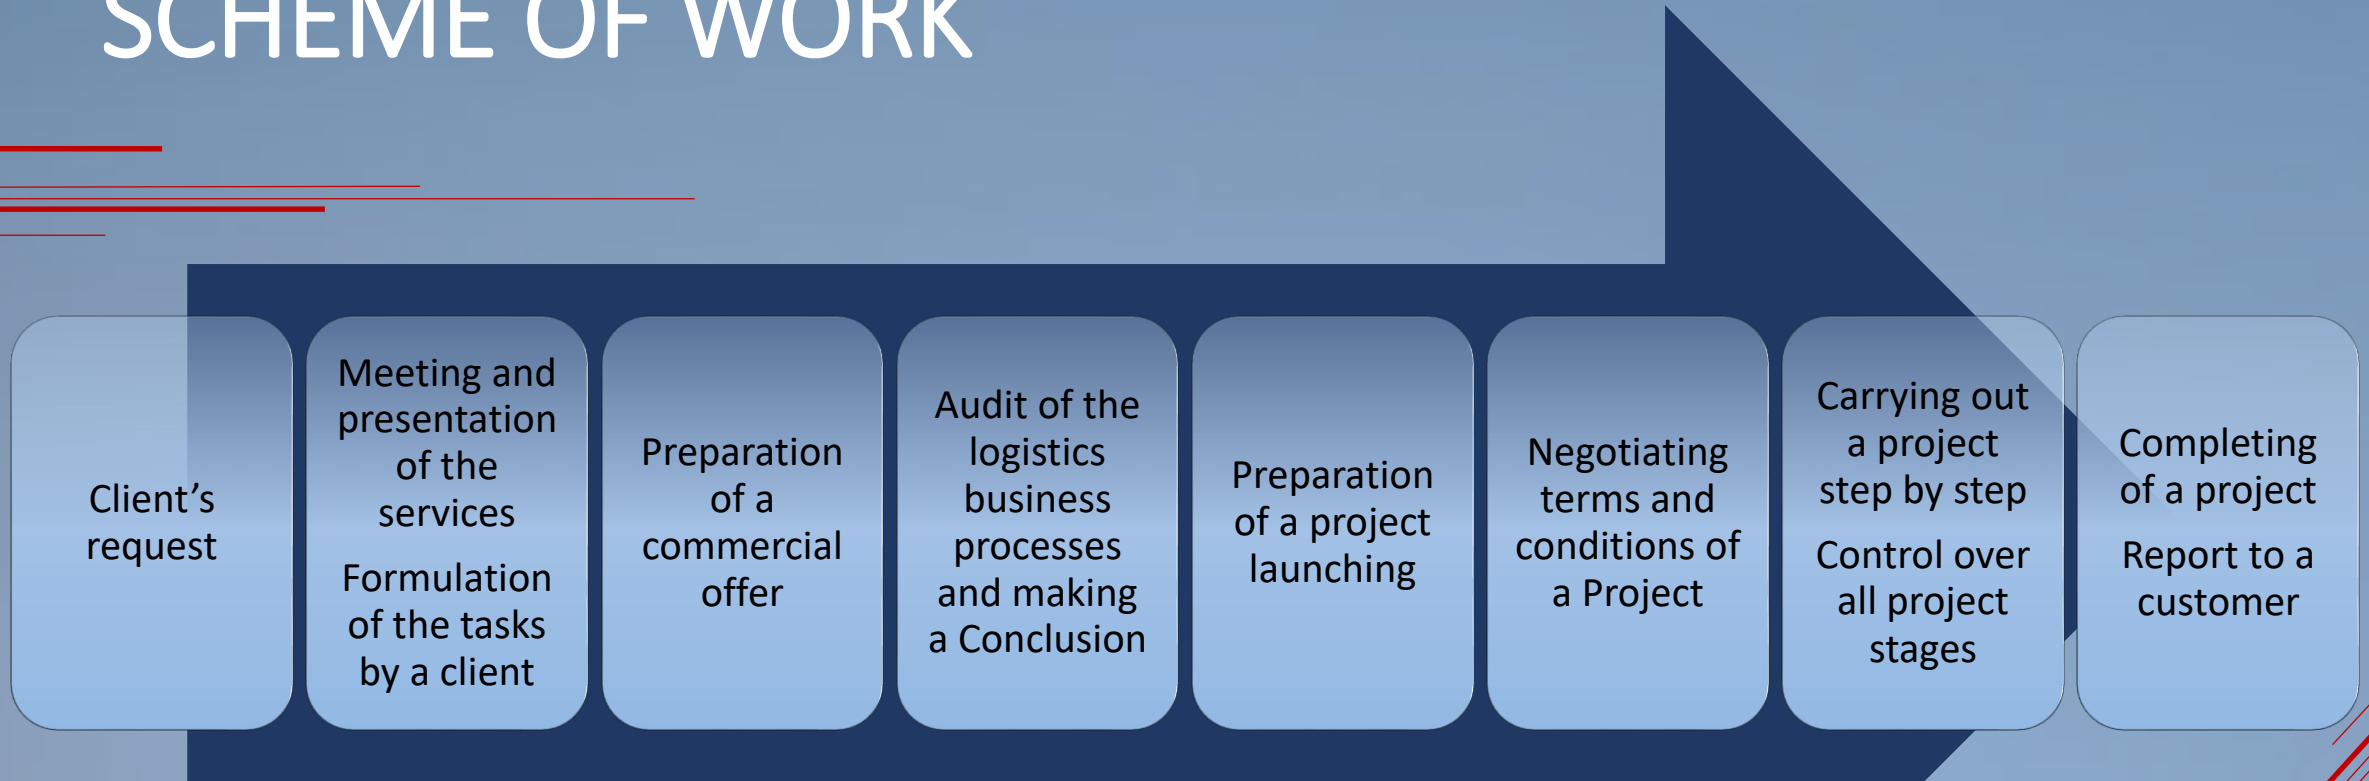 SCHEME OF WORK
Client’s
request
Meeting and
presentation
of the
services
Formulation
of the tasks
by a client
Preparation
of a
commercial
offer
Audit of the
logistics
business
processes
and making
a Conclusion
Preparation
of a project
launching
Negotiating
terms and
conditions of
a Project
Carrying out
a project
step by step
Control over
all project
stages
Completing
of a project
Report to a
customer